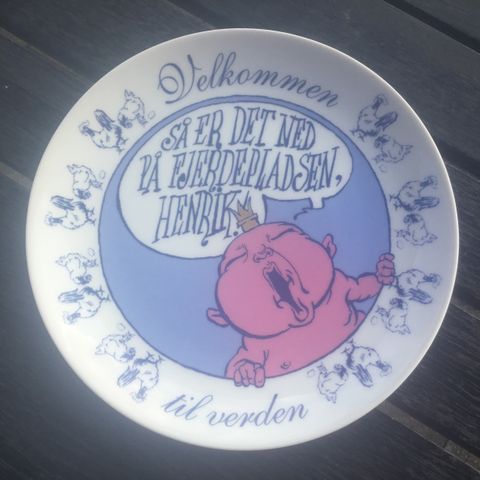 Velkommen
SÅ ER DET NED
PÅ FJERDEPLADSEN,
HENRIK!
til verden